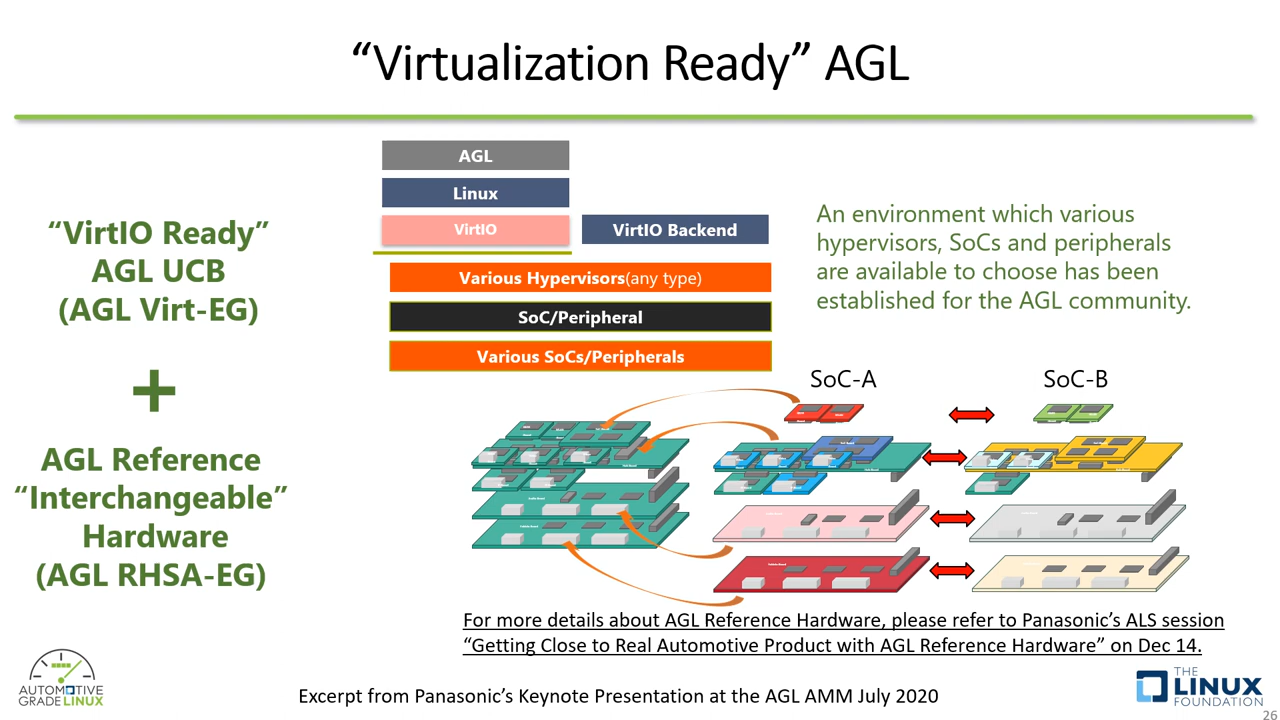 “Virtualization Ready” AGL
“VirtIO Ready”
AGL UCB
(AGL Virt-EG)
+
AGL Reference
“Interchangeable”
Hardware
(AGL RHSA-EG)
AGL
Linux
VirtIO
VirtIO Backend
Various Hypervisors(any type)
SoC/Peripheral
Various SoCs/Peripherals
An environment which various
hypervisors, SoCs and peripherals
are available to choose has been
established for the AGL community.
SoC-A
SoC-B
For more details about AGL Reference Hardware, please refer to Panasonic’s ALS session
“Getting Close to Real Automotive Product with AGL Reference Hardware” on Dec 14.
Excerpt from Panasonic’s Keynote Presentation at the AGL AMM July 2020
AUTOMOTIVE
GRADE LINUX
THE
LINUX
FOUNDATION
26